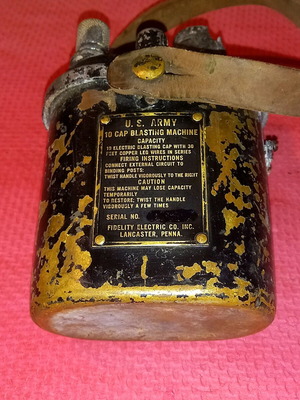 U. S. ARMY
10 CAP BLASTING MACHINE
CAPACITY
10 ELECTRIC BLASTING CAP WITH 30
FEET COPPER LEG WIRES IN SERIES
FIRING INSTRUCTIONS
CONNECT EXTERNAL CIRCUIT TO
BINDING POSTS:
TWIST HANDLE VIGOROUSLY TO THE RIGHT
CAUTION
THIS MACHINE MAY LOSE CAPACITY
TEMPORARILY
TO RESTORE: TWIST THE HANDLE
VIGOROUSLY A FEW TIMES
SERIAL NO.
FIDELITY ELECTRIC CO. INC.
LANCASTER, PENNA.